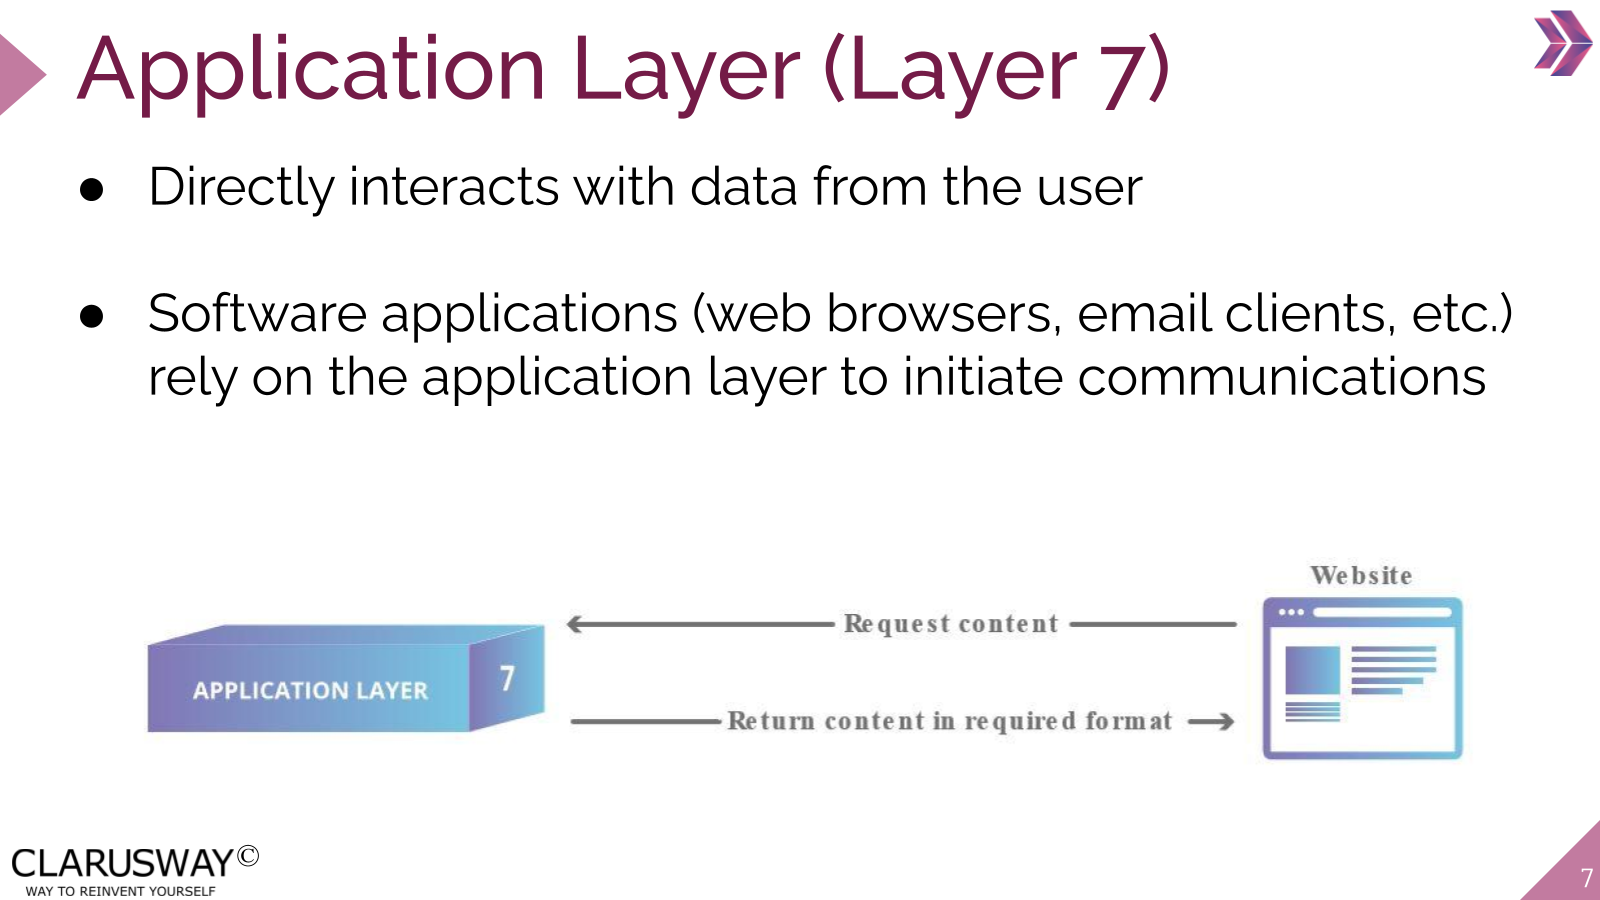 Application Layer (Layer 7)
● Directly interacts with data from the user
● Software applications (web browsers, email clients, etc.)
rely on the application layer to initiate communications
Website
Request content
APPLICATION LAYER 7
Return content in required format
CLARUSWAY©
WAY TO REINVENT YOURSELF
7